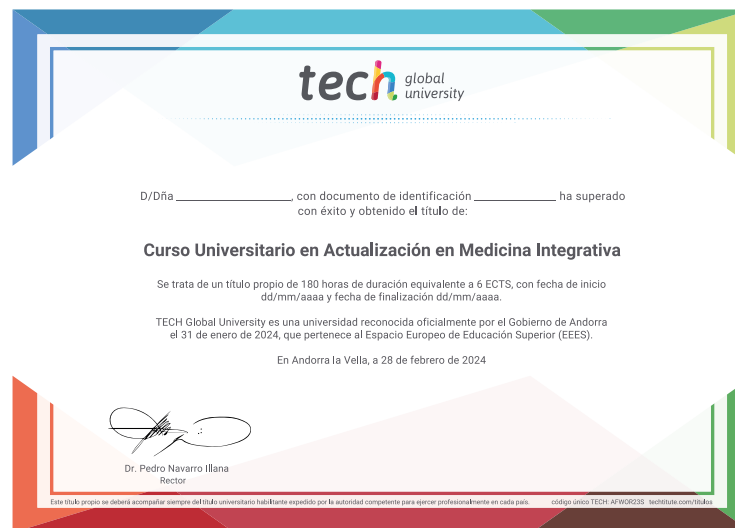 tech global university
D/Dña ____________________, con documento de identificación ______________ ha superado
con éxito y obtenido el título de:
Curso Universitario en Actualización en Medicina Integrativa
Se trata de un título propio de 180 horas de duración equivalente a 6 ECTS, con fecha de inicio
dd/mm/aaaa y fecha de finalización dd/mm/aaaa.
TECH Global University es una universidad reconocida oficialmente por el Gobierno de Andorra
el 31 de enero de 2024, que pertenece al Espacio Europeo de Educación Superior (EEES).
En Andorra la Vella, a 28 de febrero de 2024
Dr. Pedro Navarro Illana
Rector
Este título propio se deberá acompañar siempre del título universitario habilitante expedido por la autoridad competente para ejercer profesionalmente en cada país. código único TECH: AFWOR23S techtitute.com/titulos